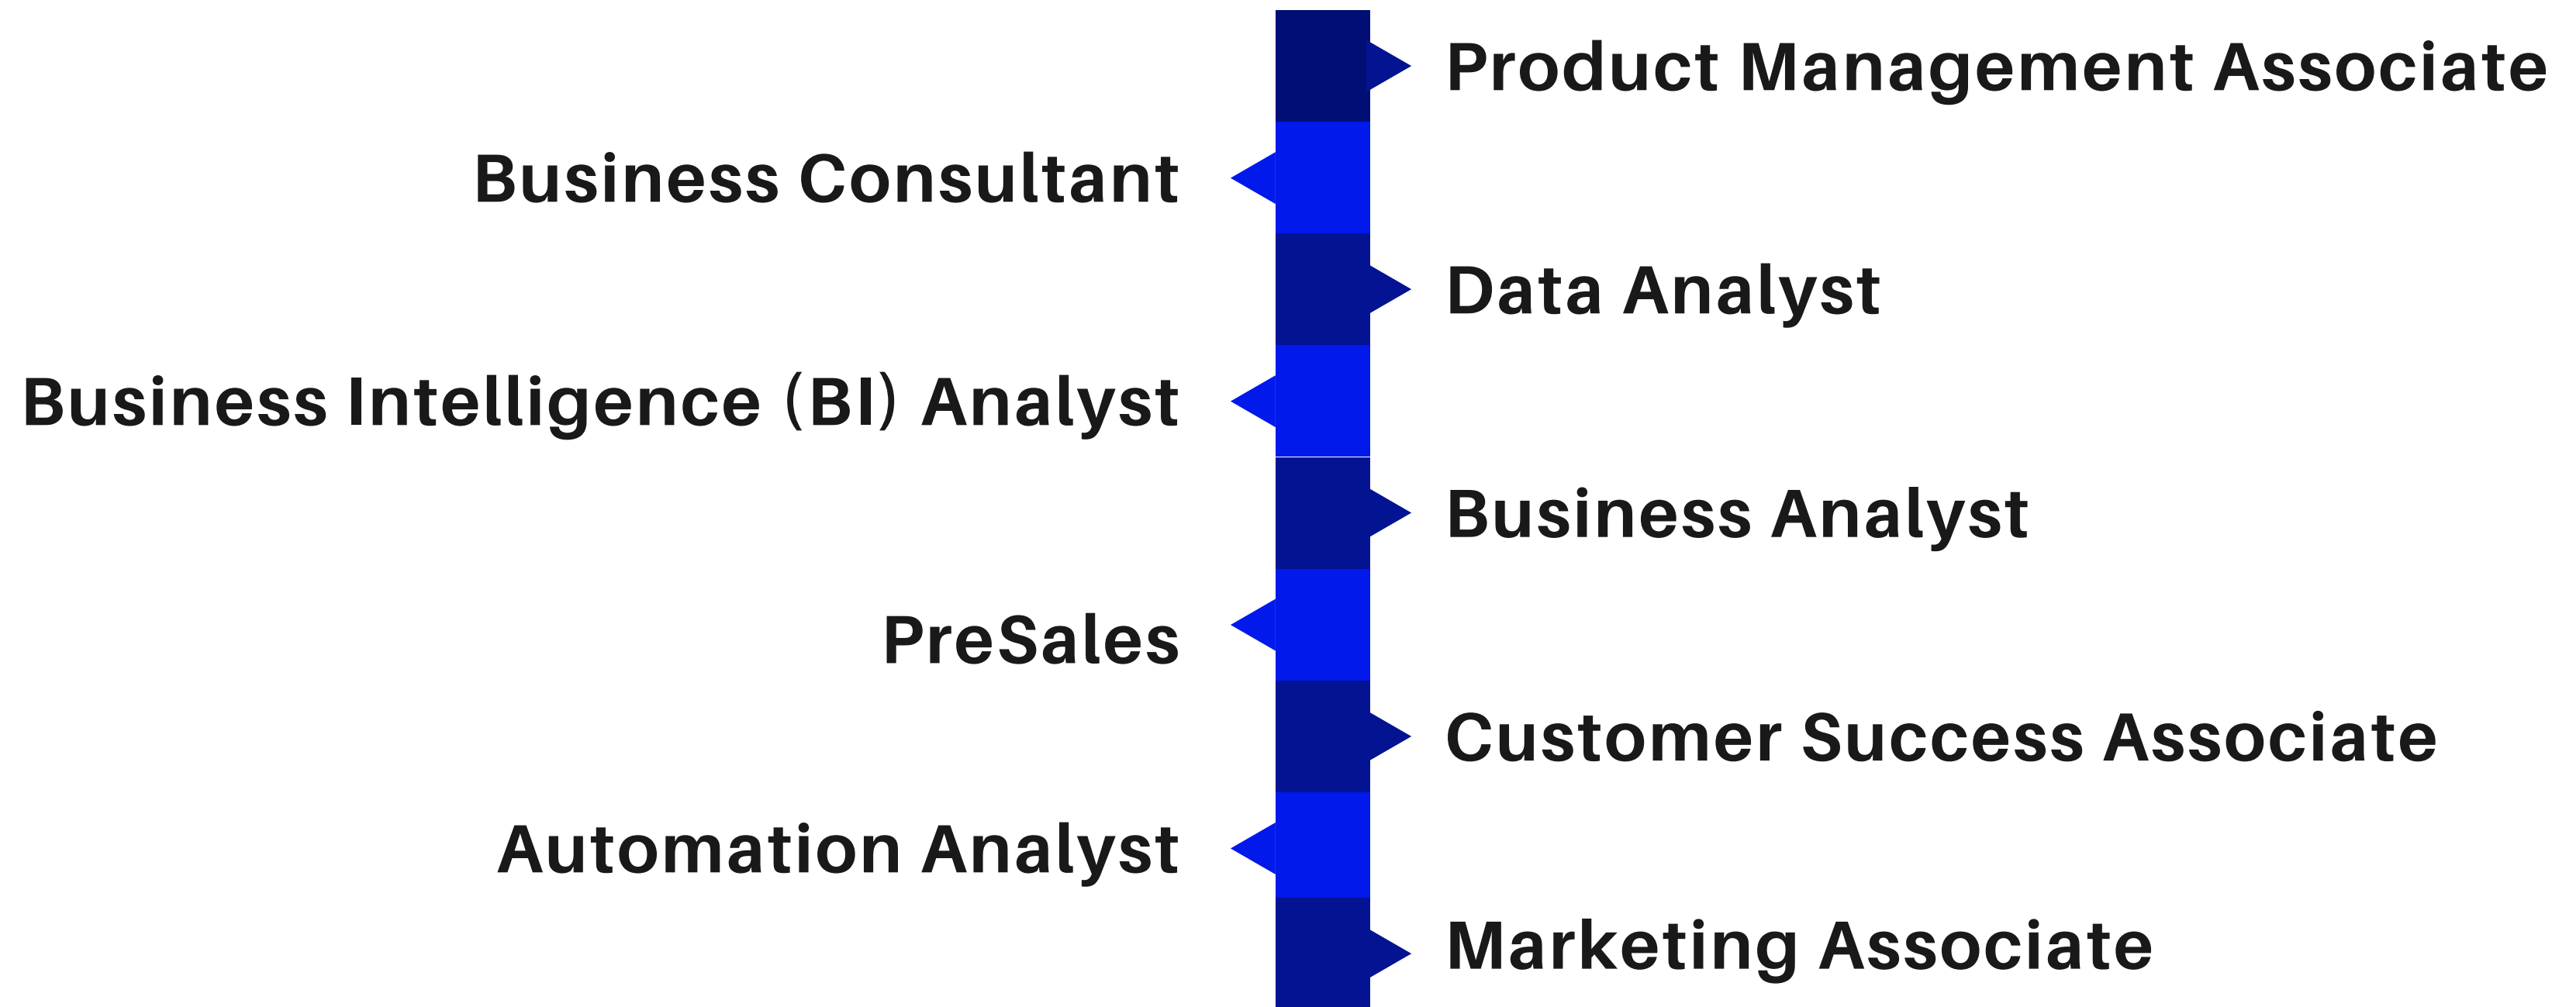 Product Management Associate
Business Consultant
Data Analyst
Business Intelligence (BI) Analyst
Business Analyst
PreSales
Customer Success Associate
Automation Analyst
Marketing Associate